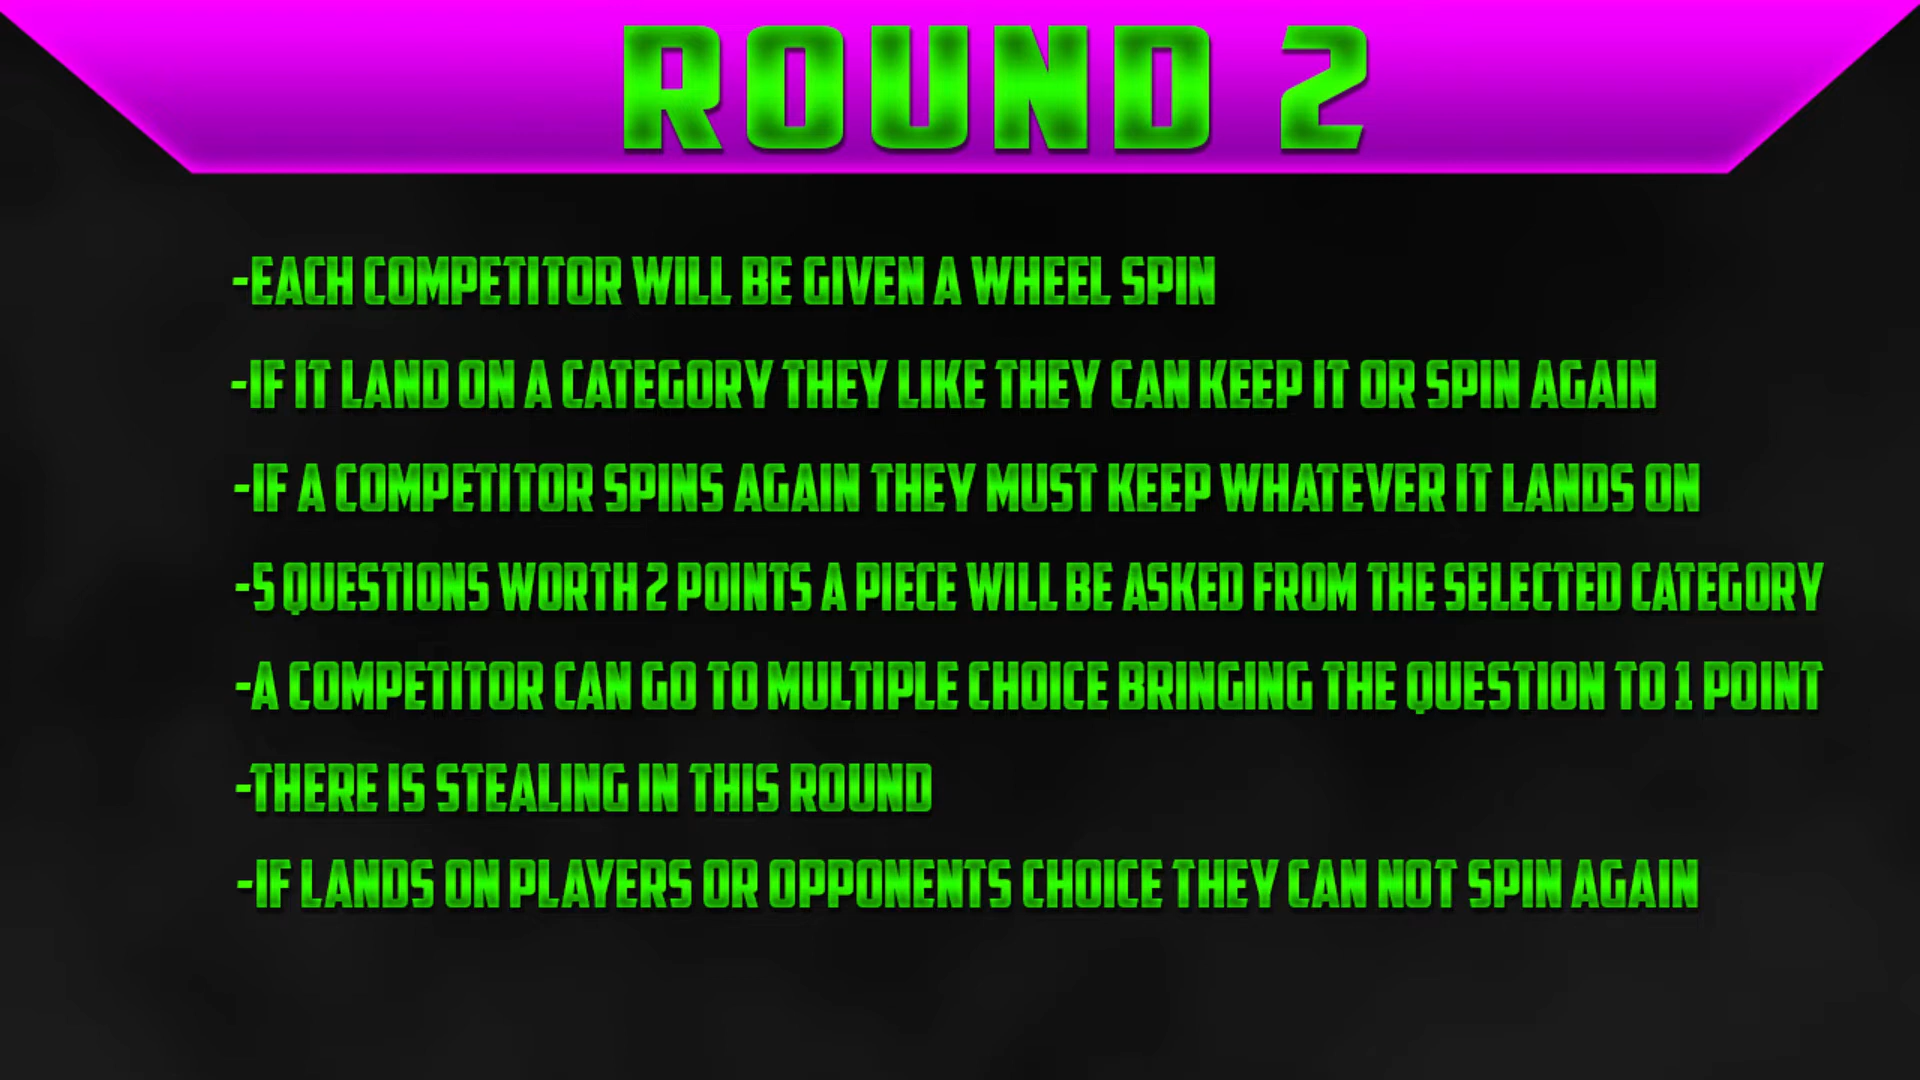 ROUND 2
-EACH COMPETITOR WILL BE GIVEN A WHEEL SPIN
-IF IT LAND ON A CATEGORY THEY LIKE THEY CAN KEEP IT OR SPIN AGAIN
-IF A COMPETITOR SPINS AGAIN THEY MUST KEEP WHATEVER IT LANDS ON
-5 QUESTIONS WORTH 2 POINTS A PIECE WILL BE ASKED FROM THE SELECTED CATEGORY
-A COMPETITOR CAN GO TO MULTIPLE CHOICE BRINGING THE QUESTION TO 1 POINT
-THERE IS STEALING IN THIS ROUND
-IF LANDS ON PLAYERS OR OPPONENTS CHOICE THEY CAN NOT SPIN AGAIN